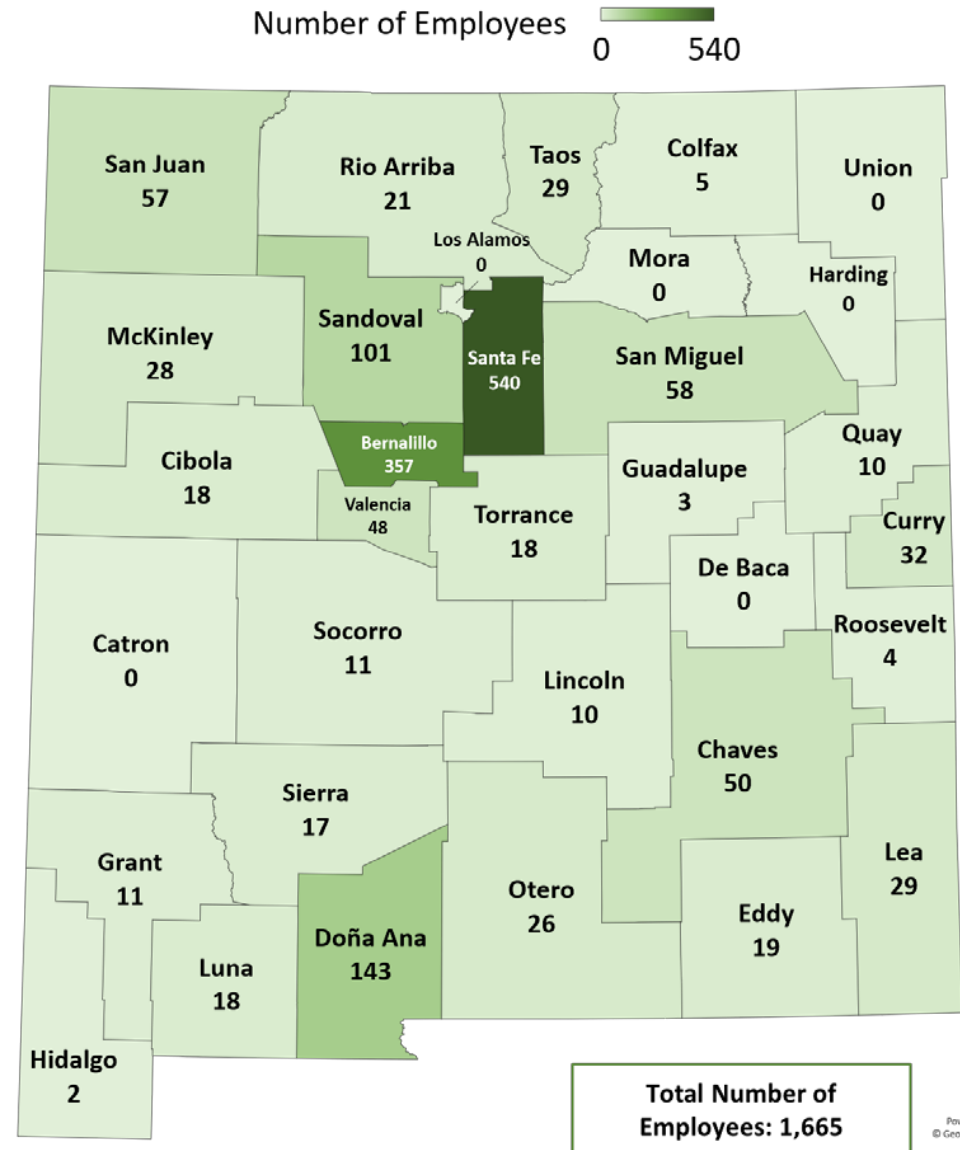 Number of Employees
0
540
San Juan
57
Rio Arriba
21
Taos
29
Colfax
5
Union
0
Los Alamos
0
Mora
0
Harding
0
McKinley
28
Sandoval
101
Santa Fe
540
San Miguel
58
Bernalillo
357
Cibola
18
Valencia
48
Torrance
18
Guadalupe
3
Quay
10
Curry
32
De Baca
0
Roosevelt
4
Catron
0
Socorro
11
Lincoln
10
Chaves
50
Sierra
17
Grant
11
Otero
26
Lea
29
Eddy
19
Doña Ana
143
Luna
18
Hidalgo
2
Total Number of
Employees: 1,665